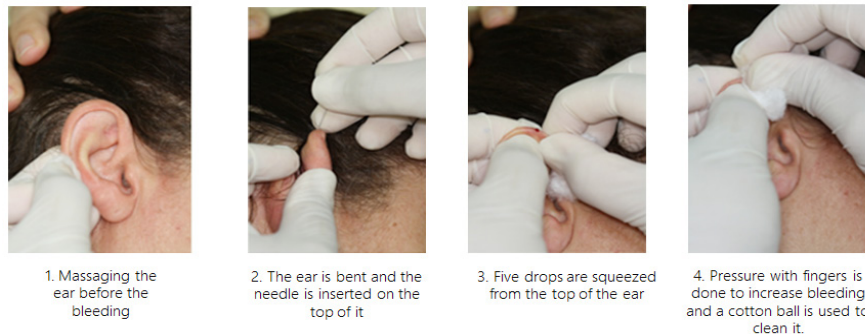 1. Massaging the
ear before the
bleeding
2. The ear is bent and the
needle is inserted on the
top of it
3. Five drops are squeezed
from the top of the ear
4. Pressure with fingers is
done to increase bleeding
and a cotton ball is used to
clean it.